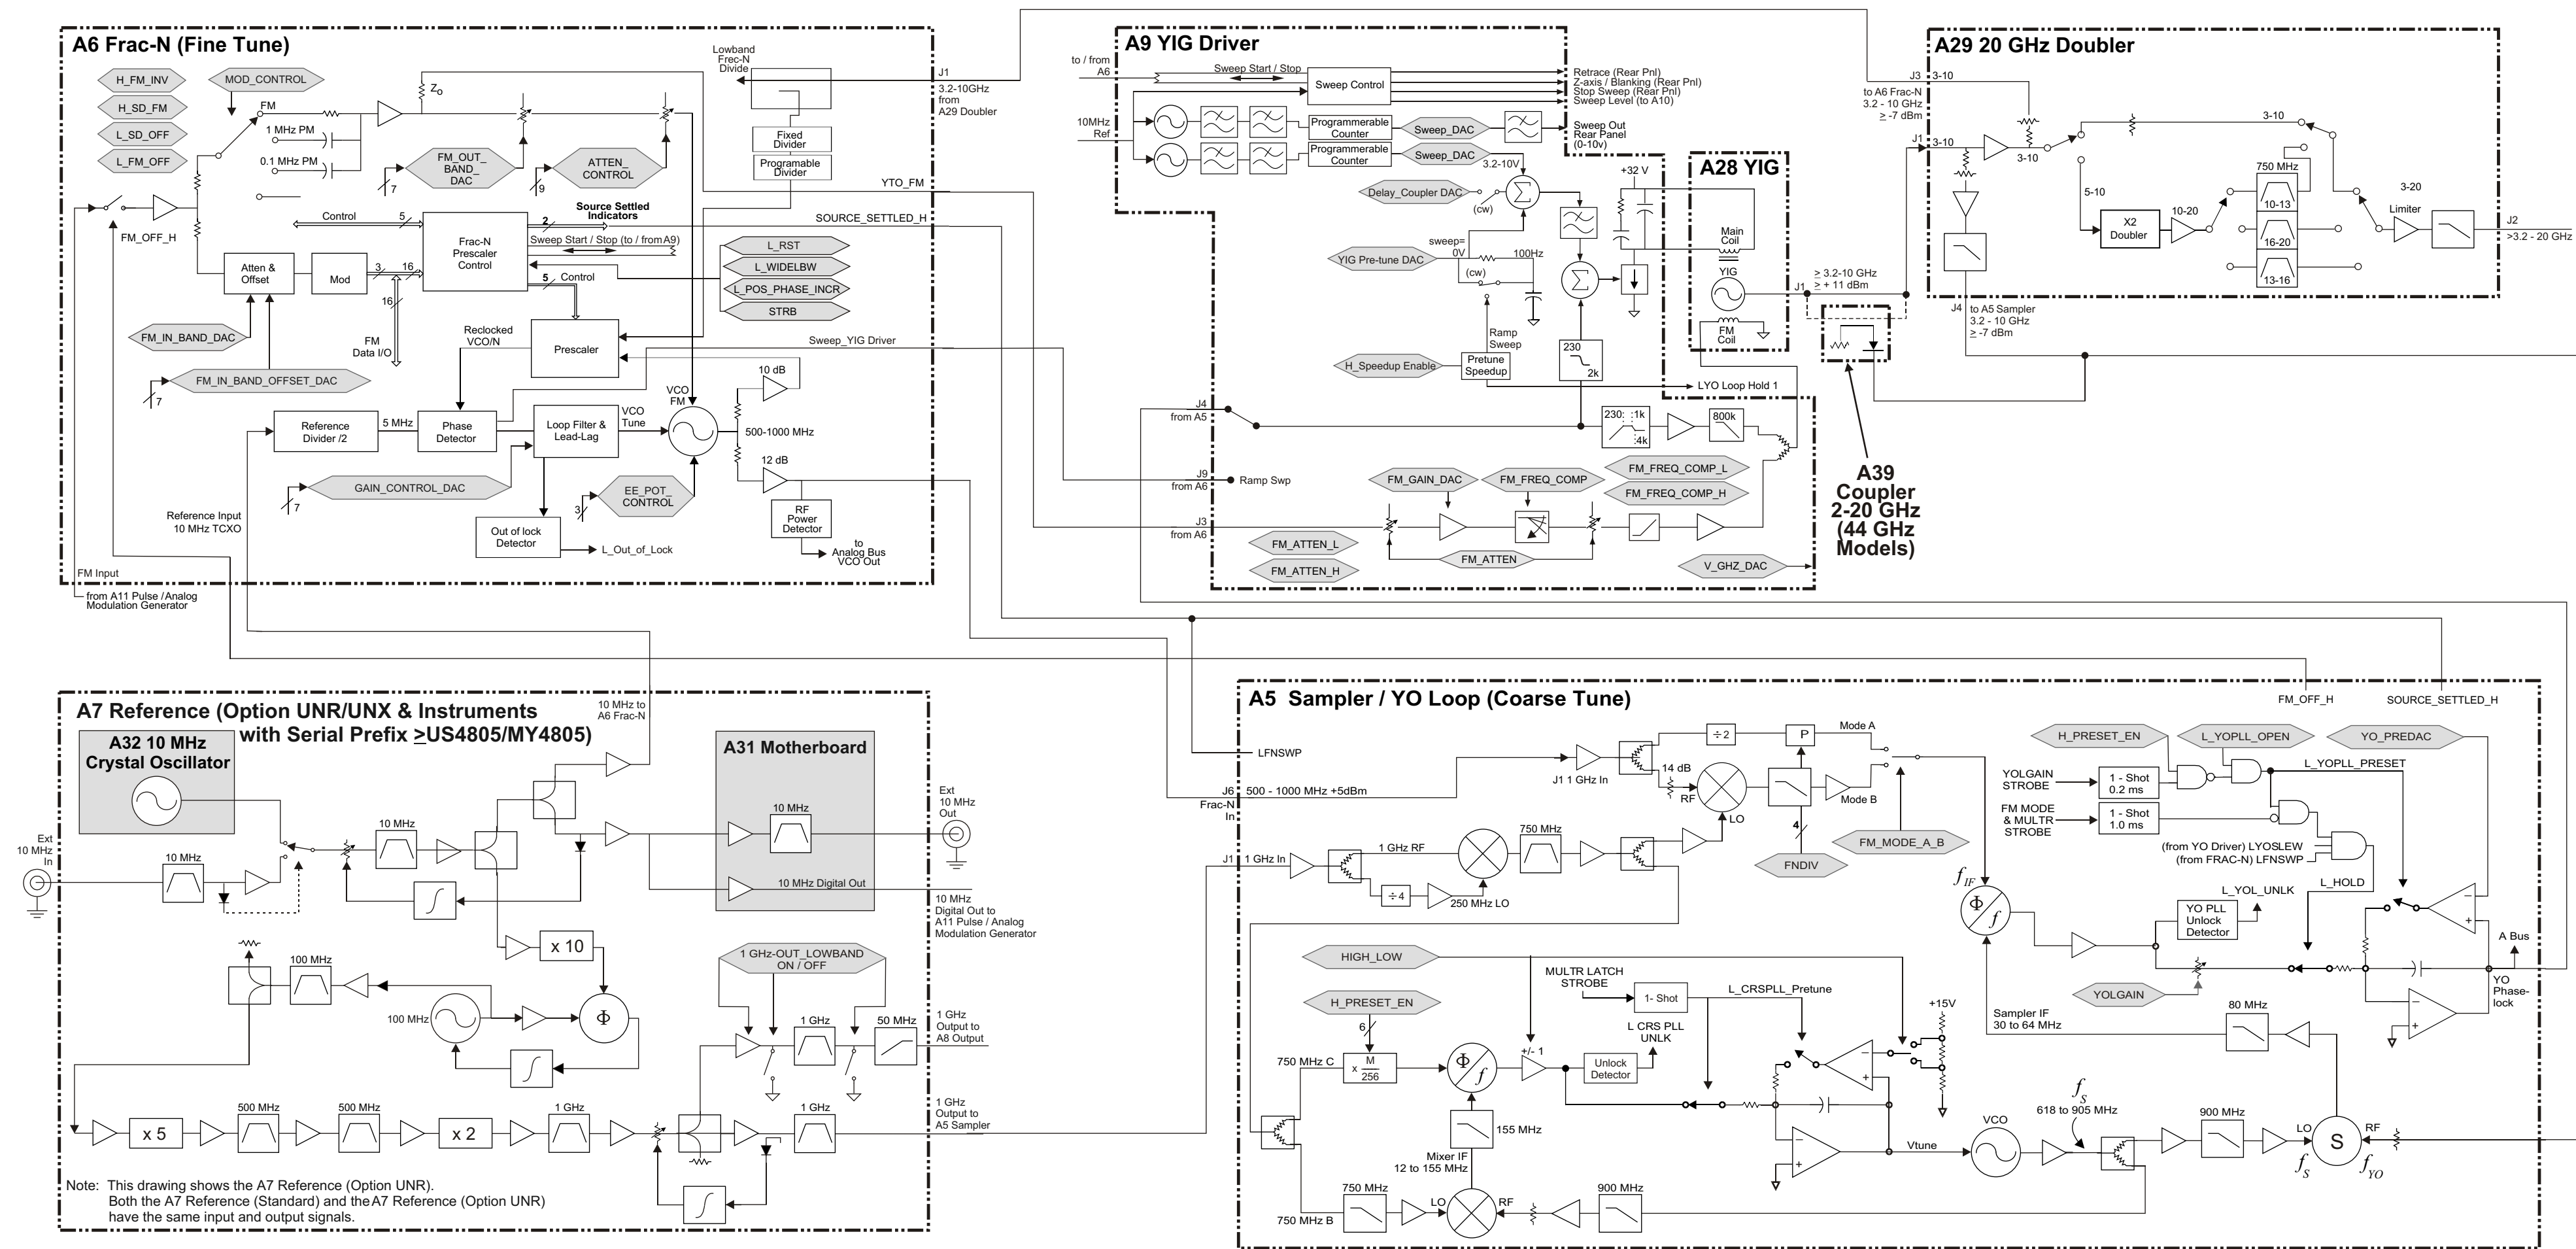 A6 Frac-N (Fine Tune)
H_FM_INV
MOD_CONTROL
H_SD_FM
L_SD_OFF
L_FM_OFF
FM
1 MHz PM
0.1 MHz PM
FM_OFF_H
Zo
FM_OUT_
BAND_
DAC
7
ATTEN_
CONTROL
9
Lowband
Frec-N
Divide
Fixed
Divider
Programable
Divider
J1
3.2-10GHz
from
A29 Doubler
YTO_FM
SOURCE_SETTLED_H
Control
5
Frac-N
Prescaler
Control
2
Source Settled
Indicators
Sweep Start / Stop (to / fromA9)
5
Control
L_RST
L_WIDELBW
L_POS_PHASE_INCR
STRB
Atten &
Offset
Mod
3
16
16
FM
Data I/O
FM_IN_BAND_DAC
FM_IN_BAND_OFFSET_DAC
7
Reclocked
VCO/N
Prescaler
Sweep_YIG Driver
10 dB
VCO
FM
Reference
Divider /2
5 MHz
Phase
Detector
Loop Filter &
Lead-Lag
VCO
Tune
500-1000 MHz
12 dB
GAIN_CONTROL_DAC
7
EE_POT_
CONTROL
3
RF
Power
Detector
to
Analog Bus
VCO Out
Out of lock
Detector
L_Out_of_Lock
Reference Input
10 MHz TCXO
FM Input
from A11 Pulse /Analog
Modulation Generator
A9 YIG Driver
to / from
A6
Sweep Start / Stop
Sweep Control
Retrace (Rear Pnl)
Z-axis / Blanking (Rear Pnl)
Stop Sweep (Rear Pnl)
Sweep Level (to A10)
10MHz
Ref
Programmerable
Counter
Sweep_DAC
Sweep Out
Rear Panel
(0-10v)
Programmerable
Counter
Sweep_DAC
3.2-10V
Delay_Coupler DAC
(cw)
Σ
+32 V
YIG Pre-tune DAC
sweep=
0V
(cw)
100Hz
Σ
Ramp
Sweep
H_Speedup Enable
Pretune
Speedup
LYO Loop Hold 1
230
2k
J4
from A5
230: :1k
:4k
800k
J9
from A6
Ramp Swp
FM_GAIN_DAC
FM_FREQ_COMP
FM_FREQ_COMP_L
FM_FREQ_COMP_H
J3
from A6
FM_ATTEN_L
FM_ATTEN_H
FM_ATTEN
V_GHZ_DAC
A28 YIG
Main
Coil
YIG
FM
Coil
J1
≥ 3.2-10 GHz
≥ + 11 dBm
A39
Coupler
2-20 GHz
(44 GHz
Models)
A29 20 GHz Doubler
J3
3-10
to A6 Frac-N
3.2 - 10 GHz
≥ -7 dBm
J1
3-10
3-10
3-10
5-10
X2
Doubler
10-20
750 MHz
10-13
16-20
13-16
3-20
Limiter
J2
>3.2 - 20 GHz
J4
to A5 Sampler
3.2 - 10 GHz
≥ -7 dBm
A7 Reference (Option UNR/UNX & Instruments
with Serial Prefix ≥US4805/MY4805)
10 MHz to
A6 Frac-N
A32 10 MHz
Crystal Oscillator
A31 Motherboard
10 MHz
10 MHz Digital Out
Ext
10 MHz
Out
Ext
10 MHz
In
10 MHz
10 MHz
10 MHz
Digital Out to
A11 Pulse / Analog
Modulation Generator
x 10
100 MHz
100 MHz
Φ
1 GHz-OUT_LOWBAND
ON / OFF
1 GHz
50 MHz
1 GHz
Output to
A8 Output
x 5
500 MHz
500 MHz
x 2
1 GHz
1 GHz
1 GHz
Output to
A5 Sampler
Note: This drawing shows the A7 Reference (Option UNR).
Both the A7 Reference (Standard) and theA7 Reference (Option UNR)
have the same input and output signals.
A5 Sampler / YO Loop (Coarse Tune)
FM_OFF_H
SOURCE_SETTLED_H
LFNSWP
J6
Frac-N
In
500 - 1000 MHz +5dBm
J1 1 GHz In
÷ 2
P
Mode A
14 dB
RF
LO
Mode B
4
FNDIV
FM_MODE_A_B
J1
1 GHz In
1 GHz RF
÷ 4
250 MHz LO
750 MHz
H_PRESET_EN
L_YOPLL_OPEN
YO_PREDAC
YOLGAIN
STROBE
1 - Shot
0.2 ms
L_YOPLL_PRESET
FM MODE
& MULTR
STROBE
1 - Shot
1.0 ms
(from YO Driver) LYOSLEW
(from FRAC-N) LFNSWP
fIF
Φ
f
L_YOL_UNLK
YO PLL
Unlock
Detector
L_HOLD
−
+
A Bus
YO
Phase-
lock
YOLGAIN
−
+
Sampler IF
30 to 64 MHz
80 MHz
HIGH_LOW
H_PRESET_EN
6
MULTR LATCH
STROBE
1- Shot
L_CRSPLL_Pretune
L CRS PLL
UNLK
+15V
750 MHz C
x M
256
Φ
f
+/- 1
Unlock
Detector
−
+
155 MHz
Mixer IF
12 to 155 MHz
−
+
Vtune
VCO
fS
618 to 905 MHz
900 MHz
LO
fS
S
RF
fYO
750 MHz B
750 MHz
LO
RF
900 MHz